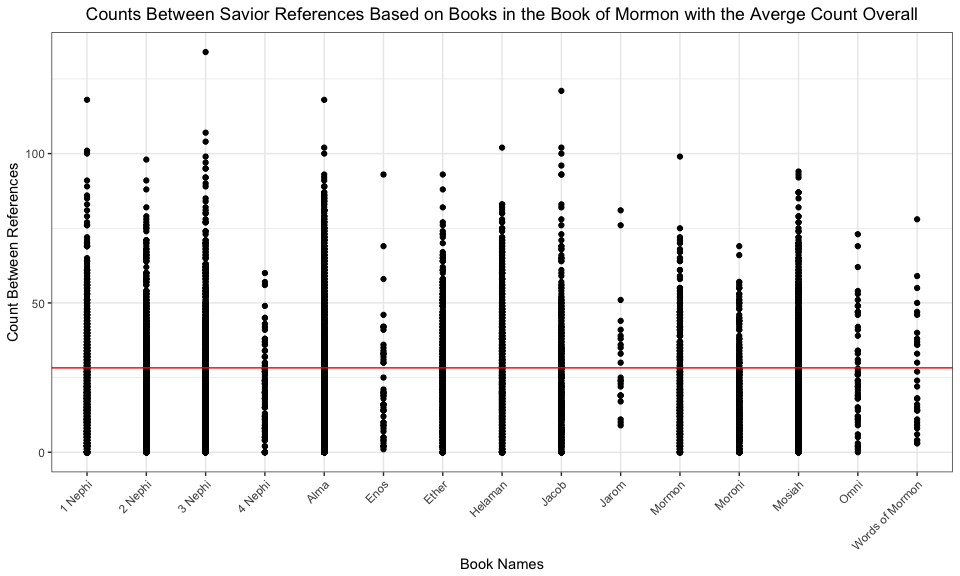 Counts Between Savior References Based on Books in the Book of Mormon with the Averge Count Overall
Count Between References
100
50
0
1 Nephi
2 Nephi
3 Nephi
4 Nephi
Alma
Enos
Ether
Helaman
Jacob
Jarom
Mormon
Moroni
Mosiah
Omni
Words of Mormon
Book Names